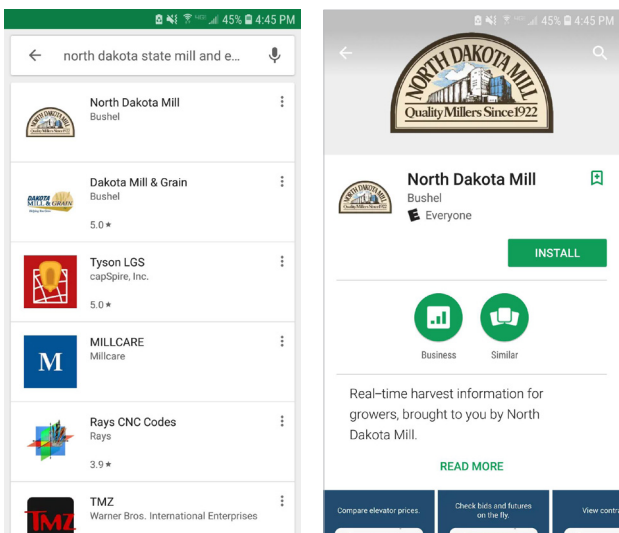 45% 4:45 PM
north dakota state mill and e...
North Dakota Mill
Bushel
Dakota Mill & Grain
Bushel
5.0 ★
Tyson LGS
capSpire, Inc.
5.0 ★
M
MILLCARE
Millcare
Rays CNC Codes
Rays
3.9 ★
TMZ
TMZ
Warner Bros. International Enterprises
45% 4:45 PM
NORTH DAKOTA MILL
Quality Millers Since 1922
North Dakota Mill
Bushel
E Everyone
INSTALL
Business
Similar
Real-time harvest information for
growers, brought to you by North
Dakota Mill.
READ MORE
Compare elevator prices.
Check bids and futures
on the fly.
View contra